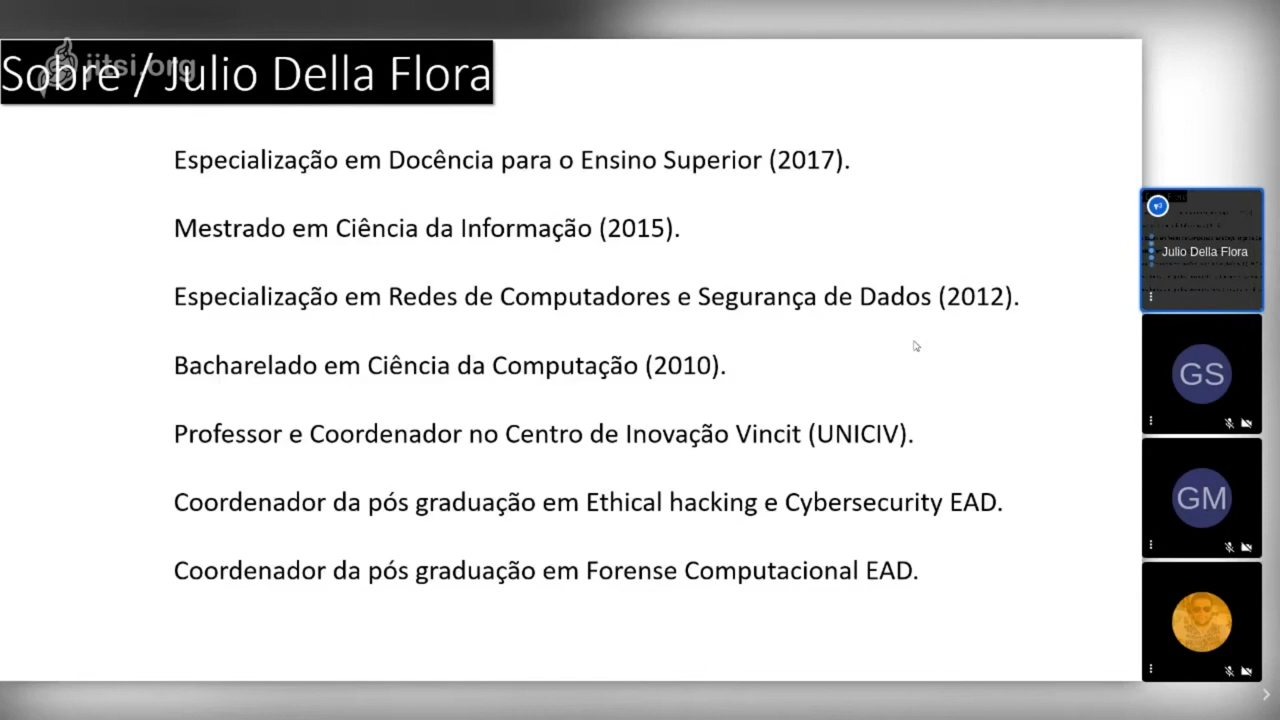 jitsi.org
Sobre / Julio Della Flora
Especialização em Docência para o Ensino Superior (2017).
Mestrado em Ciência da Informação (2015).
Especialização em Redes de Computadores e Segurança de Dados (2012).
Bacharelado em Ciência da Computação (2010).
Professor e Coordenador no Centro de Inovação Vincit (UNICIV).
Coordenador da pós graduação em Ethical hacking e Cybersecurity EAD.
Coordenador da pós graduação em Forense Computacional EAD.
Julio Della Flora
GS
GM